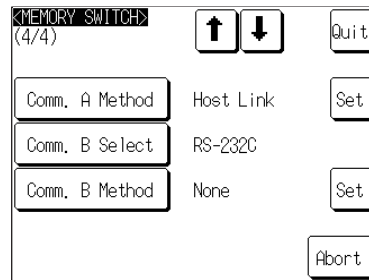 <MEMORY SWITCH>
(4/4)
Quit
Comm. A Method Host Link Set
Comm. B Select RS-232C
Comm. B Method None Set
Abort